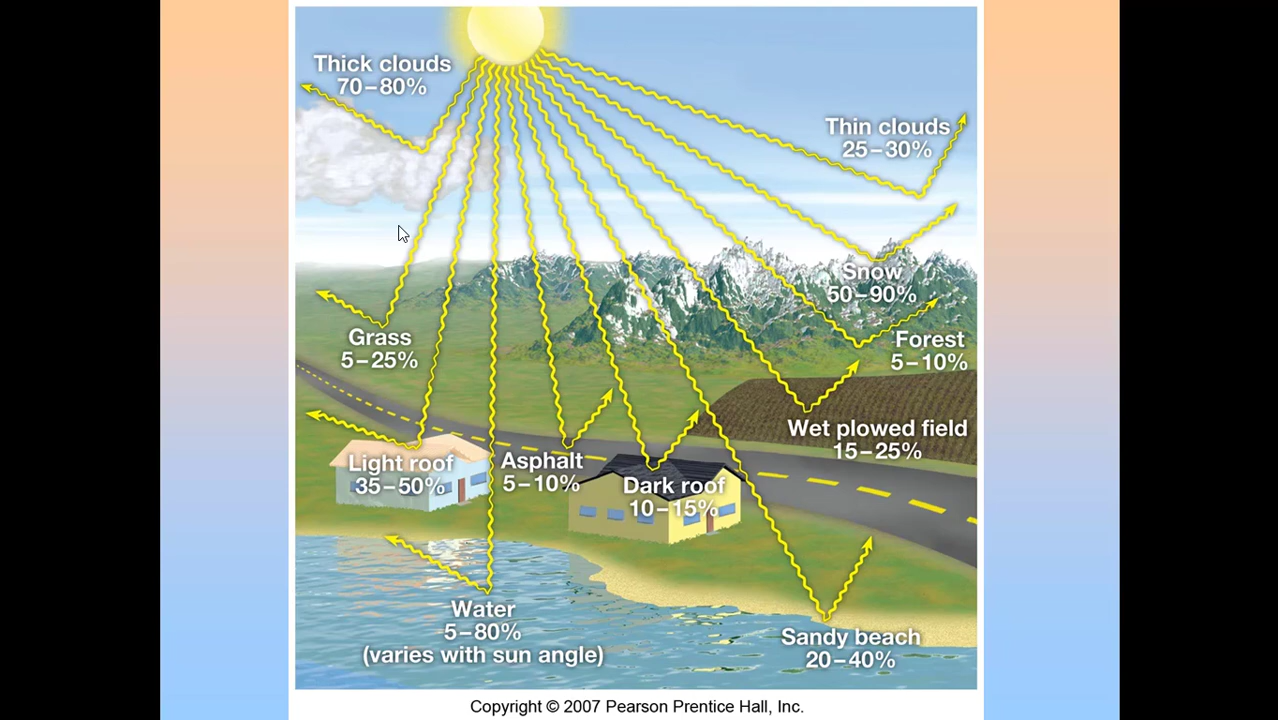 Thick clouds
70–80%
Thin clouds
25–30%
Snow
50–90%
Grass
5–25%
Forest
5–10%
Wet plowed field
15–25%
Light roof
35–50%
Asphalt
5–10%
Dark roof
10–15%
Water
5–80%
(varies with sun angle)
Sandy beach
20–40%
Copyright © 2007 Pearson Prentice Hall, Inc.